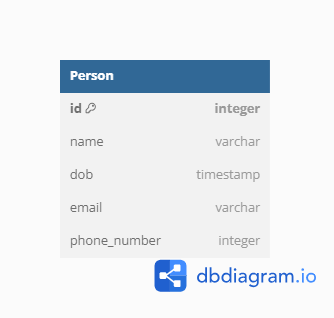 Person
id integer
name varchar
dob timestamp
email varchar
phone_number integer
dbdiagram.io